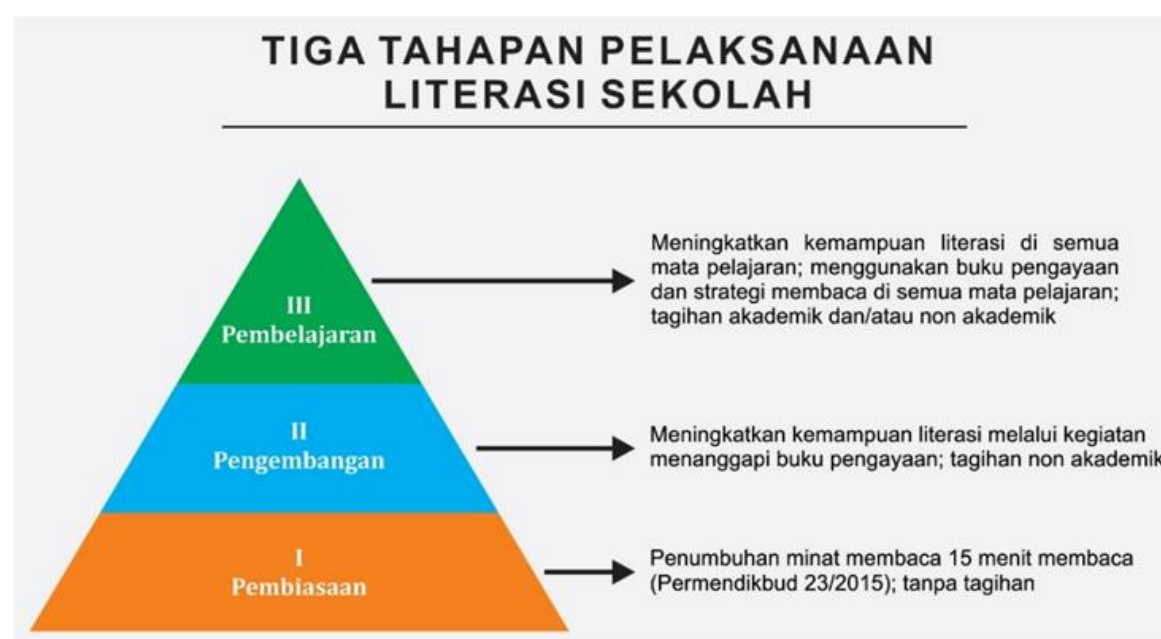 TIGA TAHAPAN PELAKSANAAN
LITERASI SEKOLAH
III
Pembelajaran
Meningkatkan kemampuan literasi di semua
mata pelajaran; menggunakan buku pengayaan
dan strategi membaca di semua mata pelajaran;
tagihan akademik dan/atau non akademik
II
Pengembangan
Meningkatkan kemampuan literasi melalui kegiatan
menanggapi buku pengayaan; tagihan non akademik
I
Pembiasaan
Penumbuhan minat membaca 15 menit membaca
(Permendikbud 23/2015); tanpa tagihan